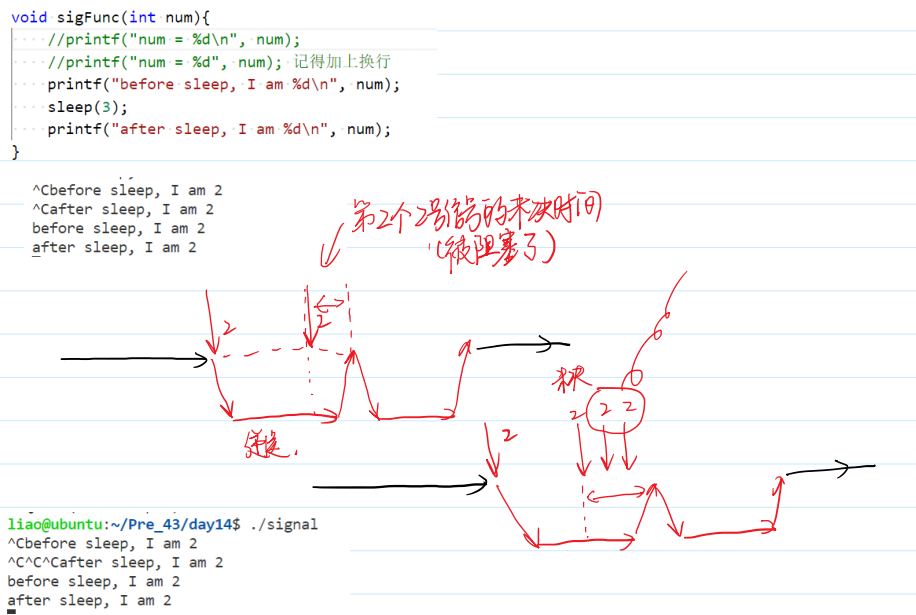 void sigFunc(int num){
//printf("num = %d\n", num);
//printf("num = %d", num); 记得加上换行
printf("before sleep, I am %d\n", num);
sleep(3);
printf("after sleep, I am %d\n", num);
}
^Cbefore sleep, I am 2
^Cafter sleep, I am 2
before sleep, I am 2
after sleep, I am 2
第2个2号信号的未决时间
(被阻塞了)
2
2
递送.
未决
2 2 2
2
liao@ubuntu:~/Pre_43/day14$ ./signal
^Cbefore sleep, I am 2
^C^C^Cafter sleep, I am 2
before sleep, I am 2
after sleep, I am 2